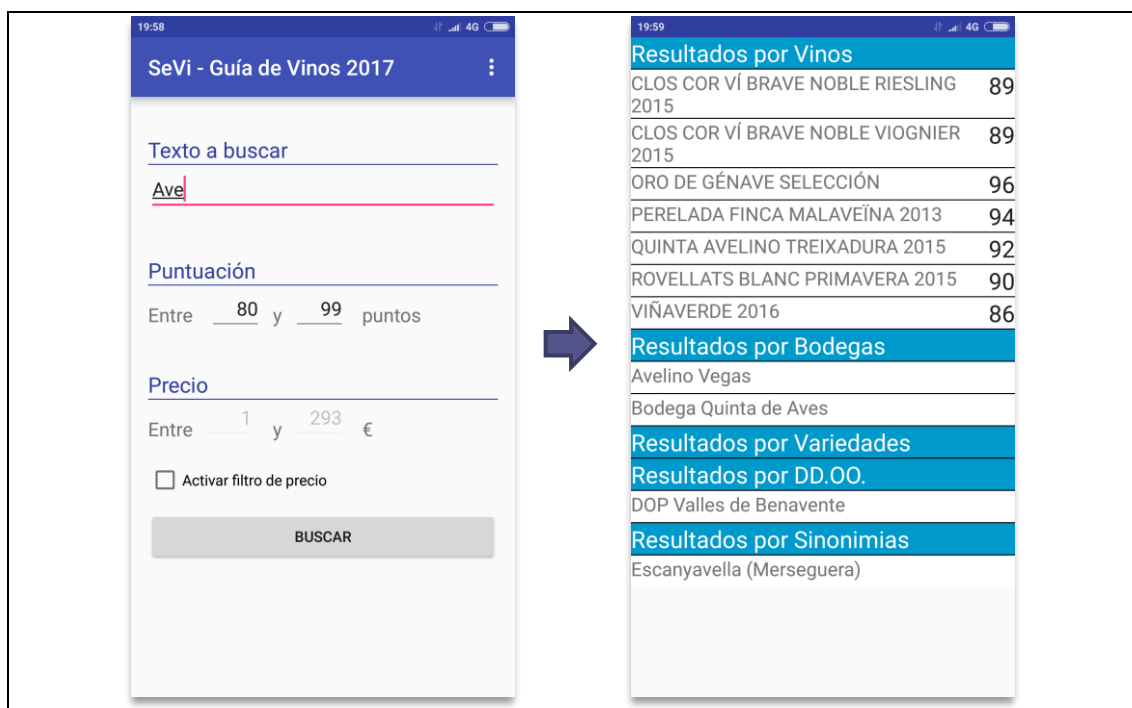 19:58
4G
SeVi - Guía de Vinos 2017
Texto a buscar
Ave
Puntuación
Entre 80 y 99 puntos
Precio
Entre 1 y 293 €
Activar filtro de precio
BUSCAR
19:59
4G
Resultados por Vinos
CLOS COR VÍ BRAVE NOBLE RIESLING 89
2015
CLOS COR VÍ BRAVE NOBLE VIOGNIER 89
2015
ORO DE GÉNAVE SELECCIÓN 96
PERELADA FINCA MALAVEÏNA 2013 94
QUINTA AVELINO TREIXADURA 2015 92
ROVELLATS BLANC PRIMAVERA 2015 90
VIÑAVERDE 2016 86
Resultados por Bodegas
Avelino Vegas
Bodega Quinta de Aves
Resultados por Variedades
Resultados por DD.OO.
DOP Valles de Benavente
Resultados por Sinonimias
Escanyavella (Merseguera)